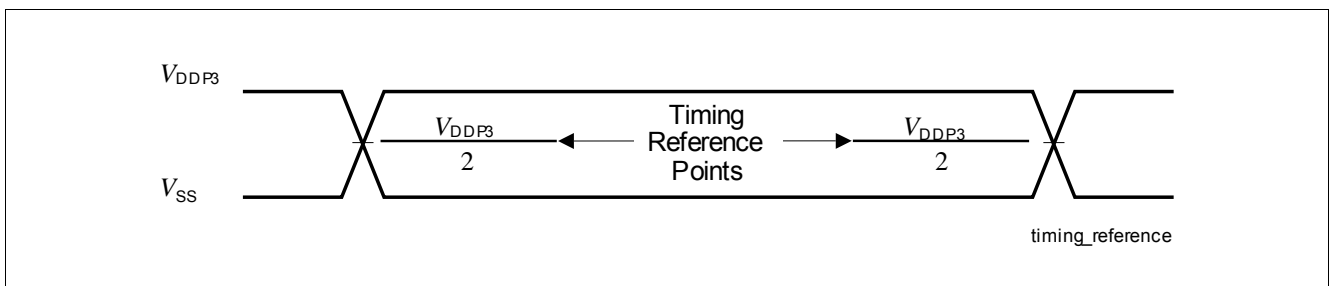 VDDP3
Timing
Reference
Points
VDDP3
2
VDDP3
2
VSS
timing_reference